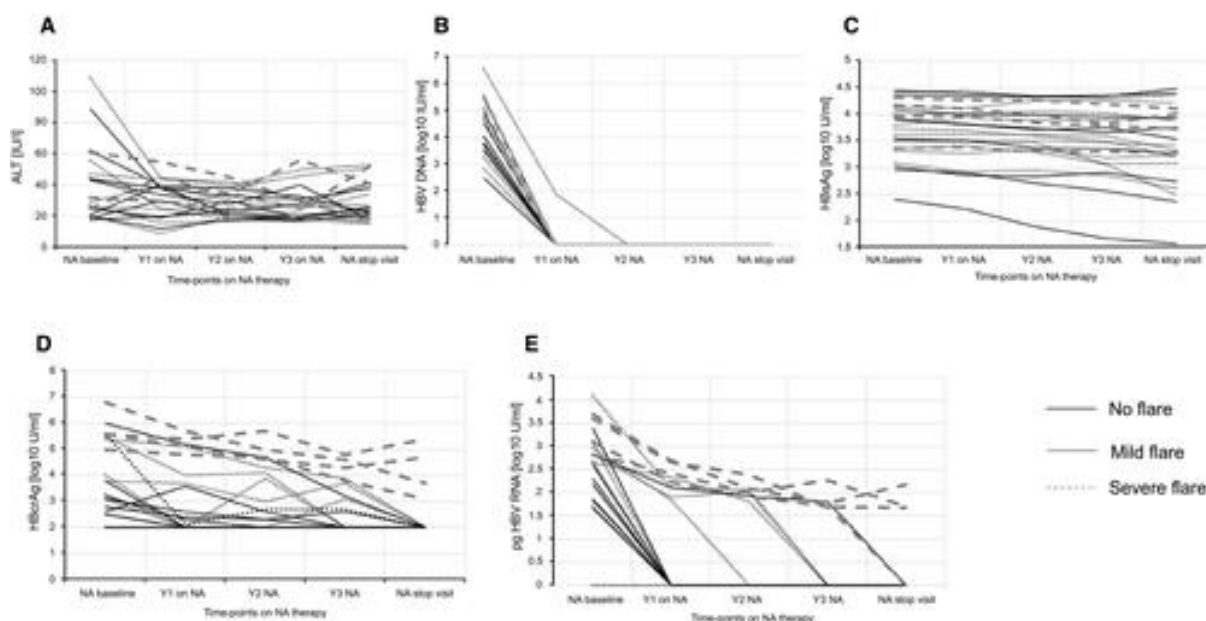 A
ALT [IU/l]
120
100
80
60
40
20
0
NA baseline Y1 on NA Y2 on NA Y3 on NA NA stop visit
Time-points on NA therapy
B
HBV DNA [log10 IU/ml]
7
6
5
4
3
2
1
0
NA baseline Y1 on NA Y2 NA Y3 NA NA stop visit
Time-points on NA therapy
C
HBsAg [log10 U/ml]
5
4.5
4
3.5
3
2.5
2
1.5
NA baseline Y1 on NA Y2 NA Y3 NA NA stop visit
Time-points on NA therapy
D
HBcrAg [log10 U/ml]
8
7
6
5
4
3
2
1
0
NA baseline Y1 on NA Y2 NA Y3 NA NA stop visit
Time-points on NA therapy
E
pg HBV RNA [log10 U/ml]
4.5
4
3.5
3
2.5
2
1.5
1
0.5
0
NA baseline Y1 on NA Y2 NA Y3 NA NA stop visit
Time-points on NA therapy
No flare
Mild flare
Severe flare